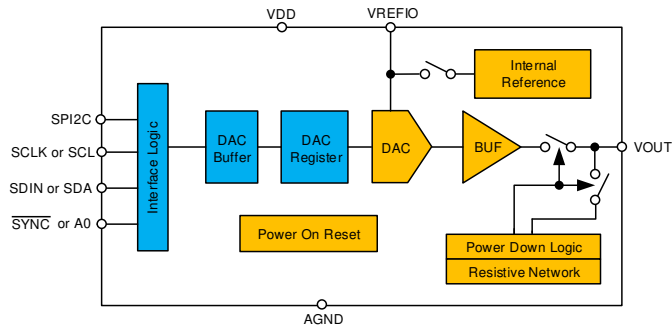 VDD
VREFIO
Internal
Reference
SPI2C
SCLK or SCL
SDIN or SDA
SYNC or A0
Interface Logic
DAC
Buffer
DAC
Register
DAC
BUF
VOUT
Power On Reset
Power Down Logic
Resistive Network
AGND